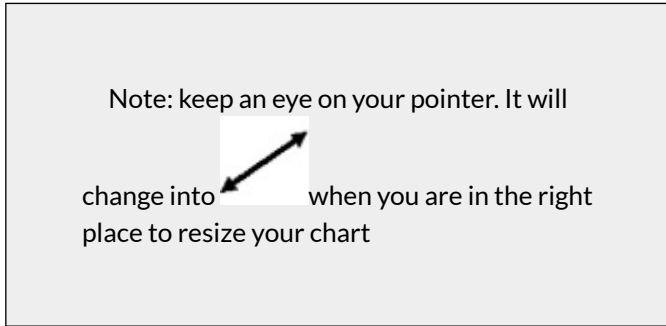 Note: keep an eye on your pointer. It will
change into when you are in the right
place to resize your chart